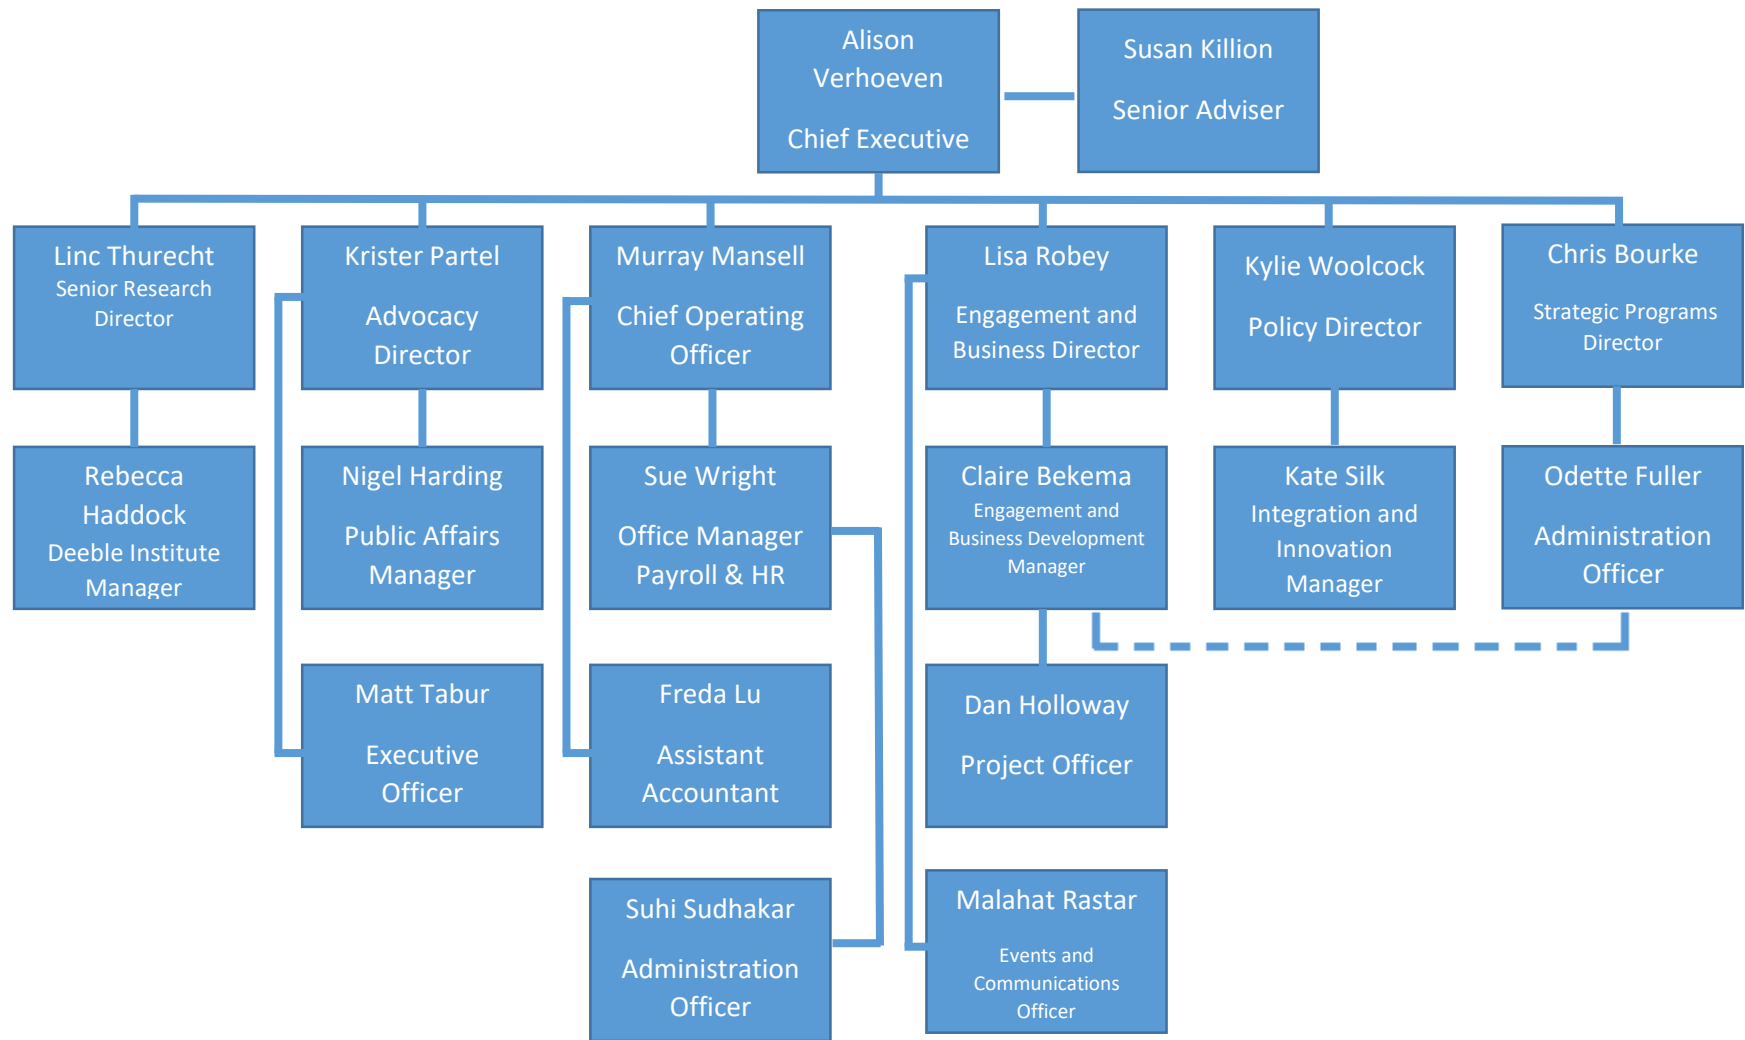 Alison
Verhoeven
Chief Executive
Susan Killion
Senior Adviser
Linc Thurecht
Senior Research
Director
Krister Partel
Advocacy
Director
Murray Mansell
Chief Operating
Officer
Lisa Robey
Engagement and
Business Director
Kylie Woolcock
Policy Director
Chris Bourke
Strategic Programs
Director
Rebecca
Haddock
Deeble Institute
Manager
Nigel Harding
Public Affairs
Manager
Sue Wright
Office Manager
Payroll & HR
Claire Bekema
Engagement and
Business Development
Manager
Kate Silk
Integration and
Innovation
Manager
Odette Fuller
Administration
Officer
Matt Tabur
Executive
Officer
Freda Lu
Assistant
Accountant
Dan Holloway
Project Officer
Suhi Sudhakar
Administration
Officer
Malahat Rastar
Events and
Communications
Officer